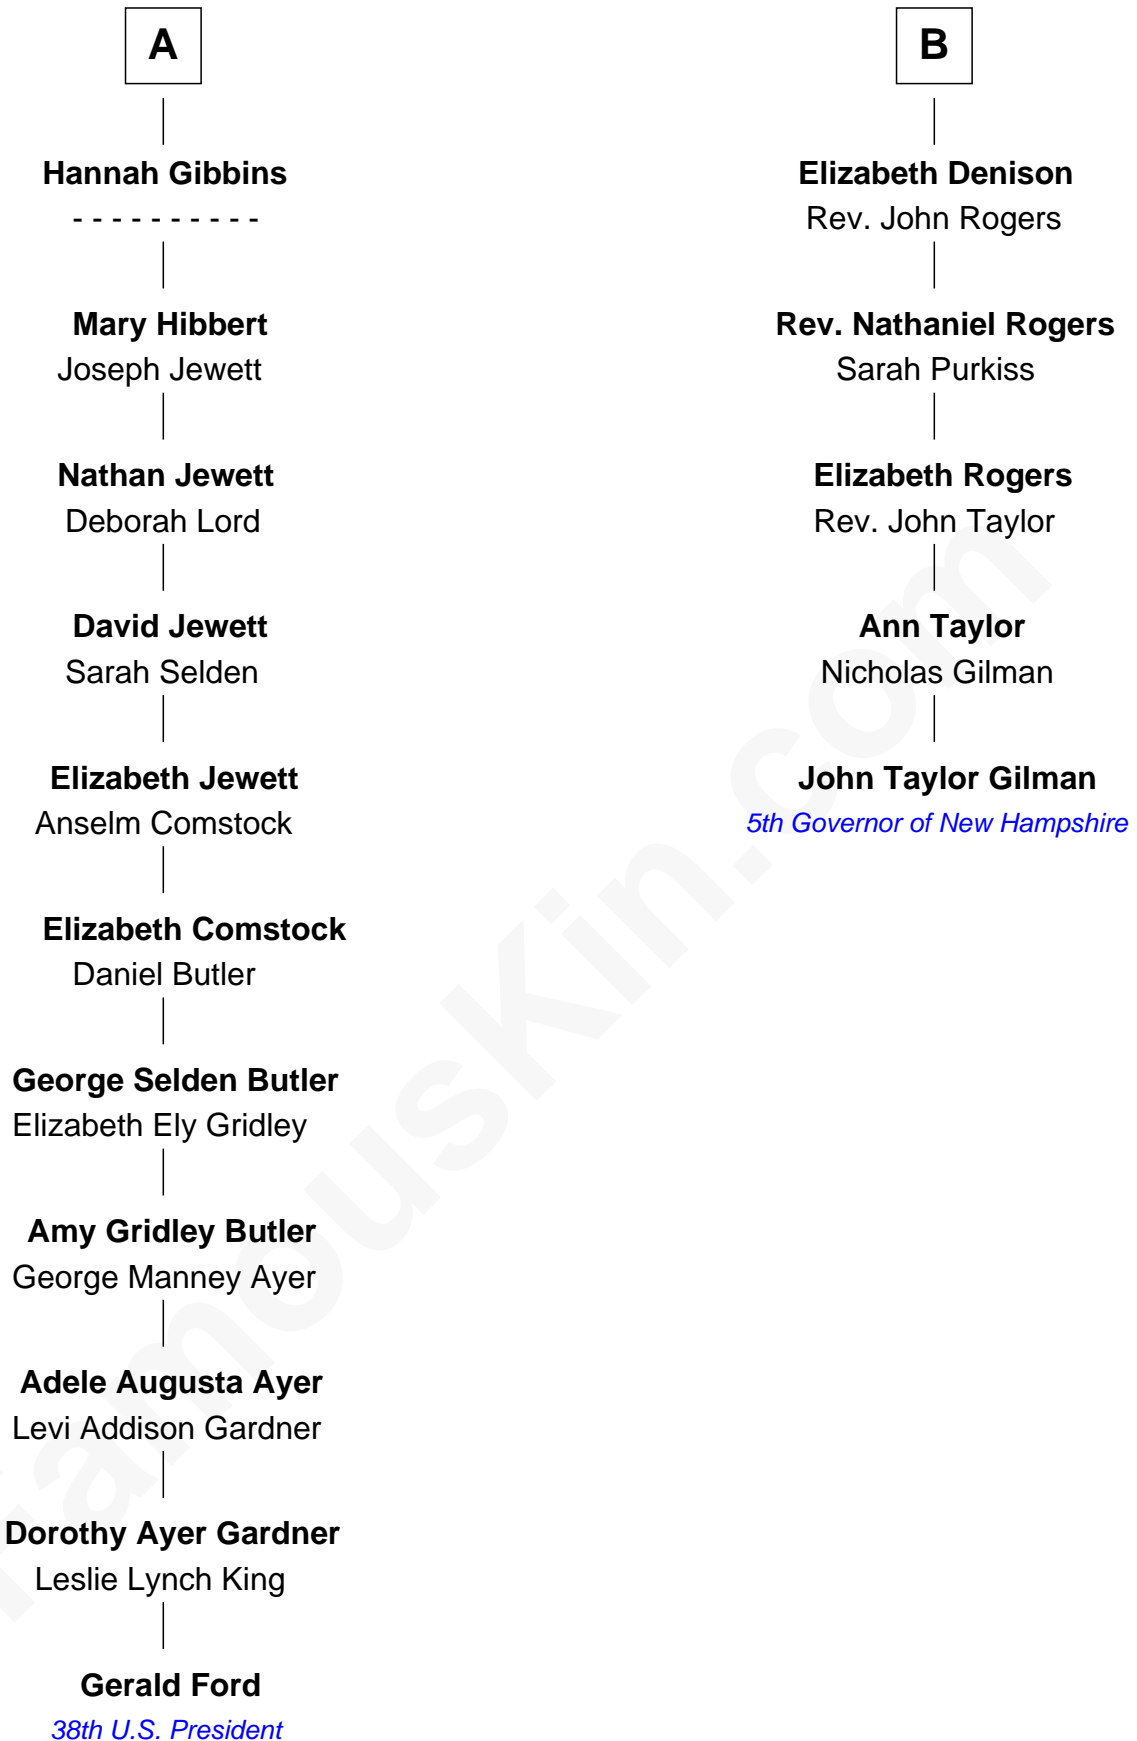 A
Hannah Gibbins
- - - - - - - - - -
Mary Hibbert
Joseph Jewett
Nathan Jewett
Deborah Lord
David Jewett
Sarah Selden
Elizabeth Jewett
Anselm Comstock
Elizabeth Comstock
Daniel Butler
George Selden Butler
Elizabeth Ely Gridley
Amy Gridley Butler
George Manney Ayer
Adele Augusta Ayer
Levi Addison Gardner
Dorothy Ayer Gardner
Leslie Lynch King
Gerald Ford
38th U.S. President
B
Elizabeth Denison
Rev. John Rogers
Rev. Nathaniel Rogers
Sarah Purkiss
Elizabeth Rogers
Rev. John Taylor
Ann Taylor
Nicholas Gilman
John Taylor Gilman
5th Governor of New Hampshire
FamousKin.com